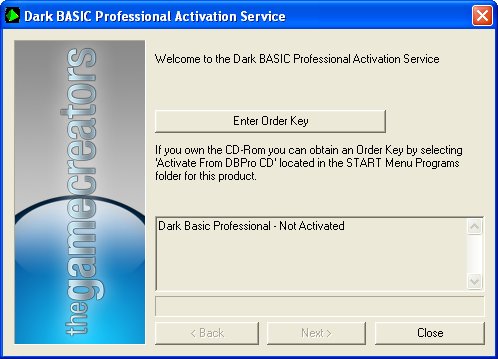 Dark BASIC Professional Activation Service
thegamecreators
Welcome to the Dark BASIC Professional Activation Service
Enter Order Key
If you own the CD-Rom you can obtain an Order Key by selecting
'Activate From DBPro CD' located in the START Menu Programs
folder for this product.
Dark Basic Professional - Not Activated
< Back
Next >
Close